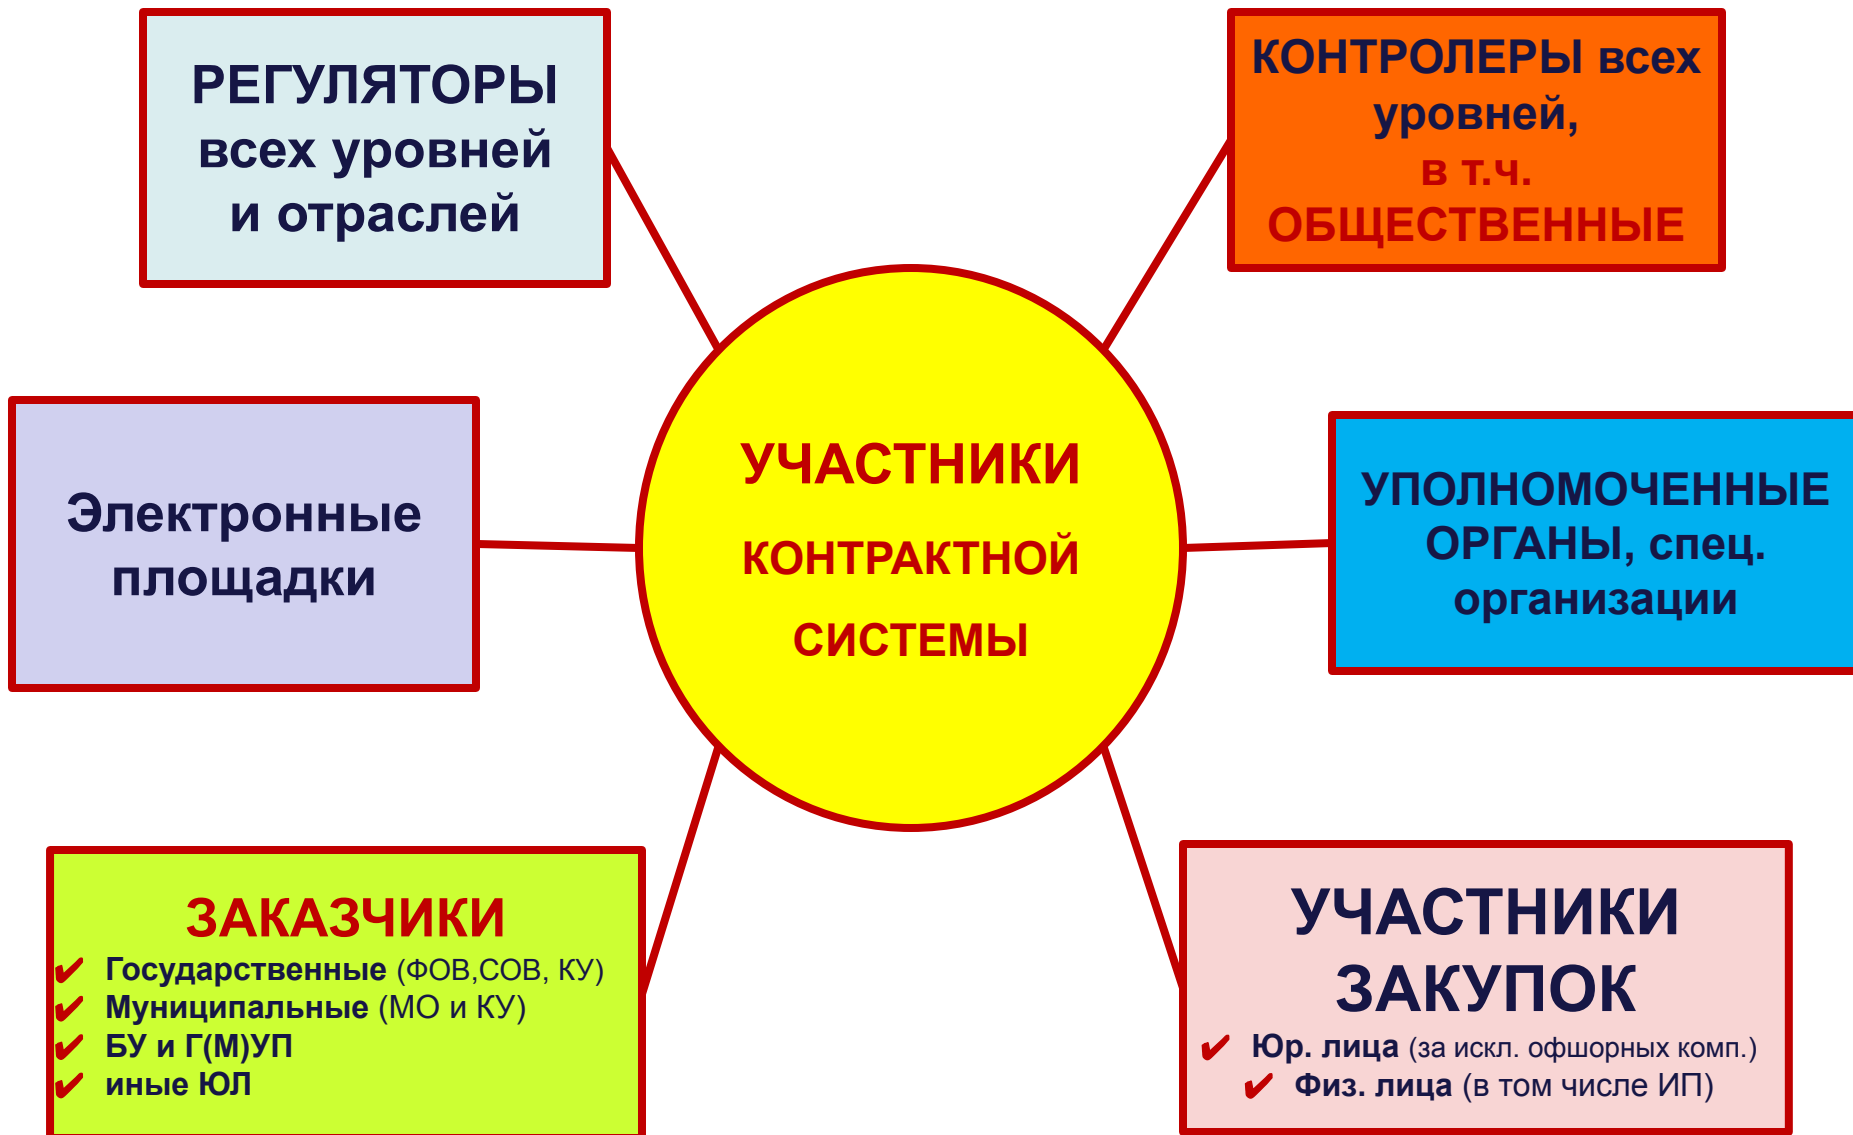 РЕГУЛЯТОРЫ
всех уровней
и отраслей
КОНТРОЛЕРЫ всех
уровней,
в т.ч.
ОБЩЕСТВЕННЫЕ
Электронные
площадки
УЧАСТНИКИ
КОНТРАКТНОЙ
СИСТЕМЫ
УПОЛНОМОЧЕННЫЕ
ОРГАНЫ, спец.
организации
ЗАКАЗЧИКИ
✔ Государственные (ФОВ,СОВ, КУ)
✔ Муниципальные (МО и КУ)
✔ БУ и Г(М)УП
✔ иные ЮЛ
УЧАСТНИКИ
ЗАКУПОК
✔ Юр. лица (за искл. офшорных комп.)
✔ Физ. лица (в том числе ИП)